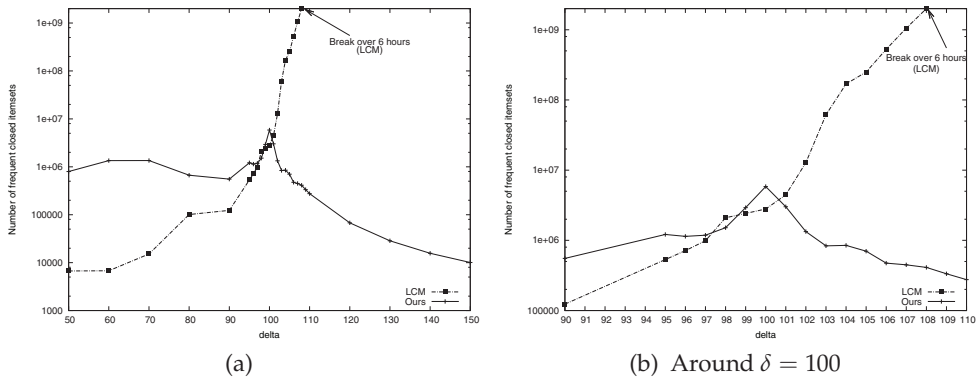 1e+09
1e+08
1e+07
1e+06
100000
10000
1000
Number of frequent closed itemsets
50 60 70 80 90 100 110 120 130 140 150
delta
Break over 6 hours
(LCM)
LCM
Ours
(a)
1e+09
1e+08
1e+07
1e+06
100000
Number of frequent closed itemsets
90 91 92 93 94 95 96 97 98 99 100 101 102 103 104 105 106 107 108 109 110
delta
Break over 6 hours
(LCM)
LCM
Ours
(b) Around δ = 100